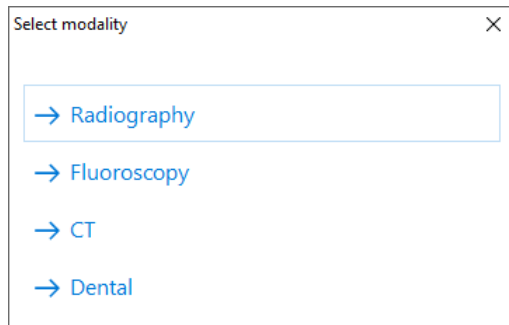 Select modality
Radiography
Fluoroscopy
CT
Dental